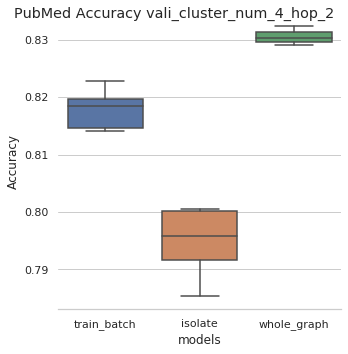 PubMed Accuracy vali_cluster_num_4_hop_2
0.83
0.82
0.81
0.80
0.79
Accuracy
train_batch
isolate
whole_graph
models